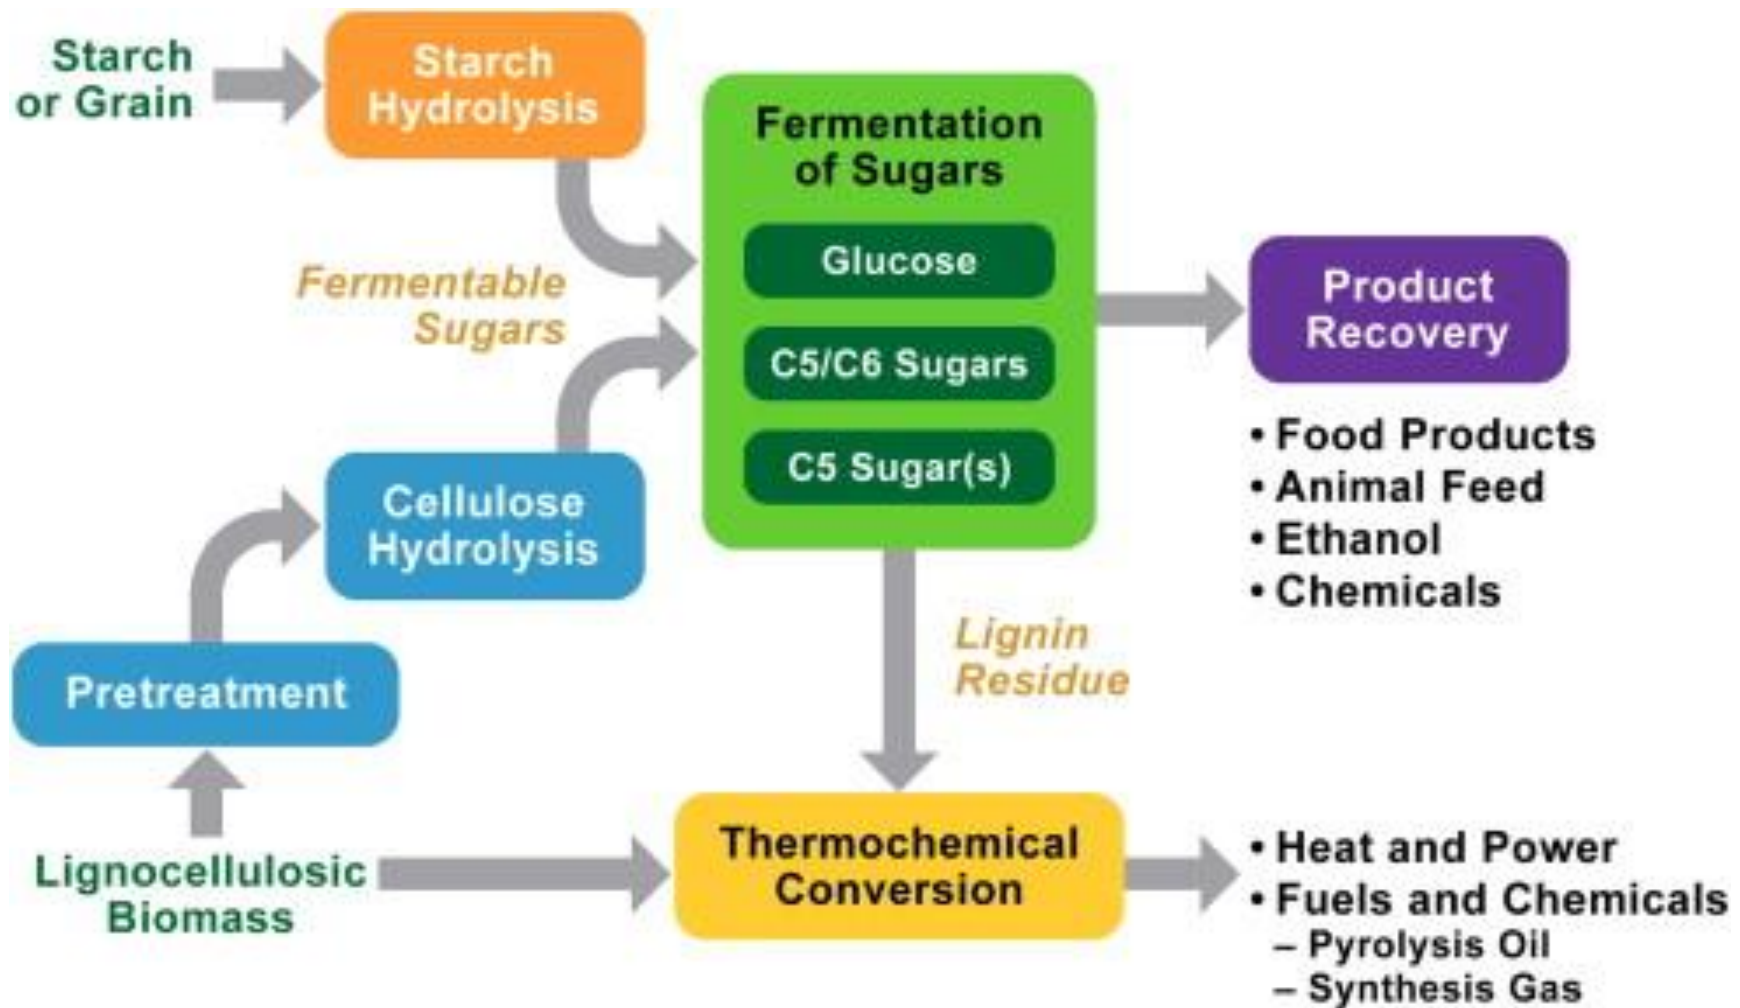 Starch
or Grain
Starch
Hydrolysis
Fermentable
Sugars
Cellulose
Hydrolysis
Pretreatment
Lignocellulosic
Biomass
Fermentation
of Sugars
Glucose
C5/C6 Sugars
C5 Sugar(s)
Lignin
Residue
Thermochemical
Conversion
Product
Recovery
• Food Products
• Animal Feed
• Ethanol
• Chemicals
• Heat and Power
• Fuels and Chemicals
– Pyrolysis Oil
– Synthesis Gas